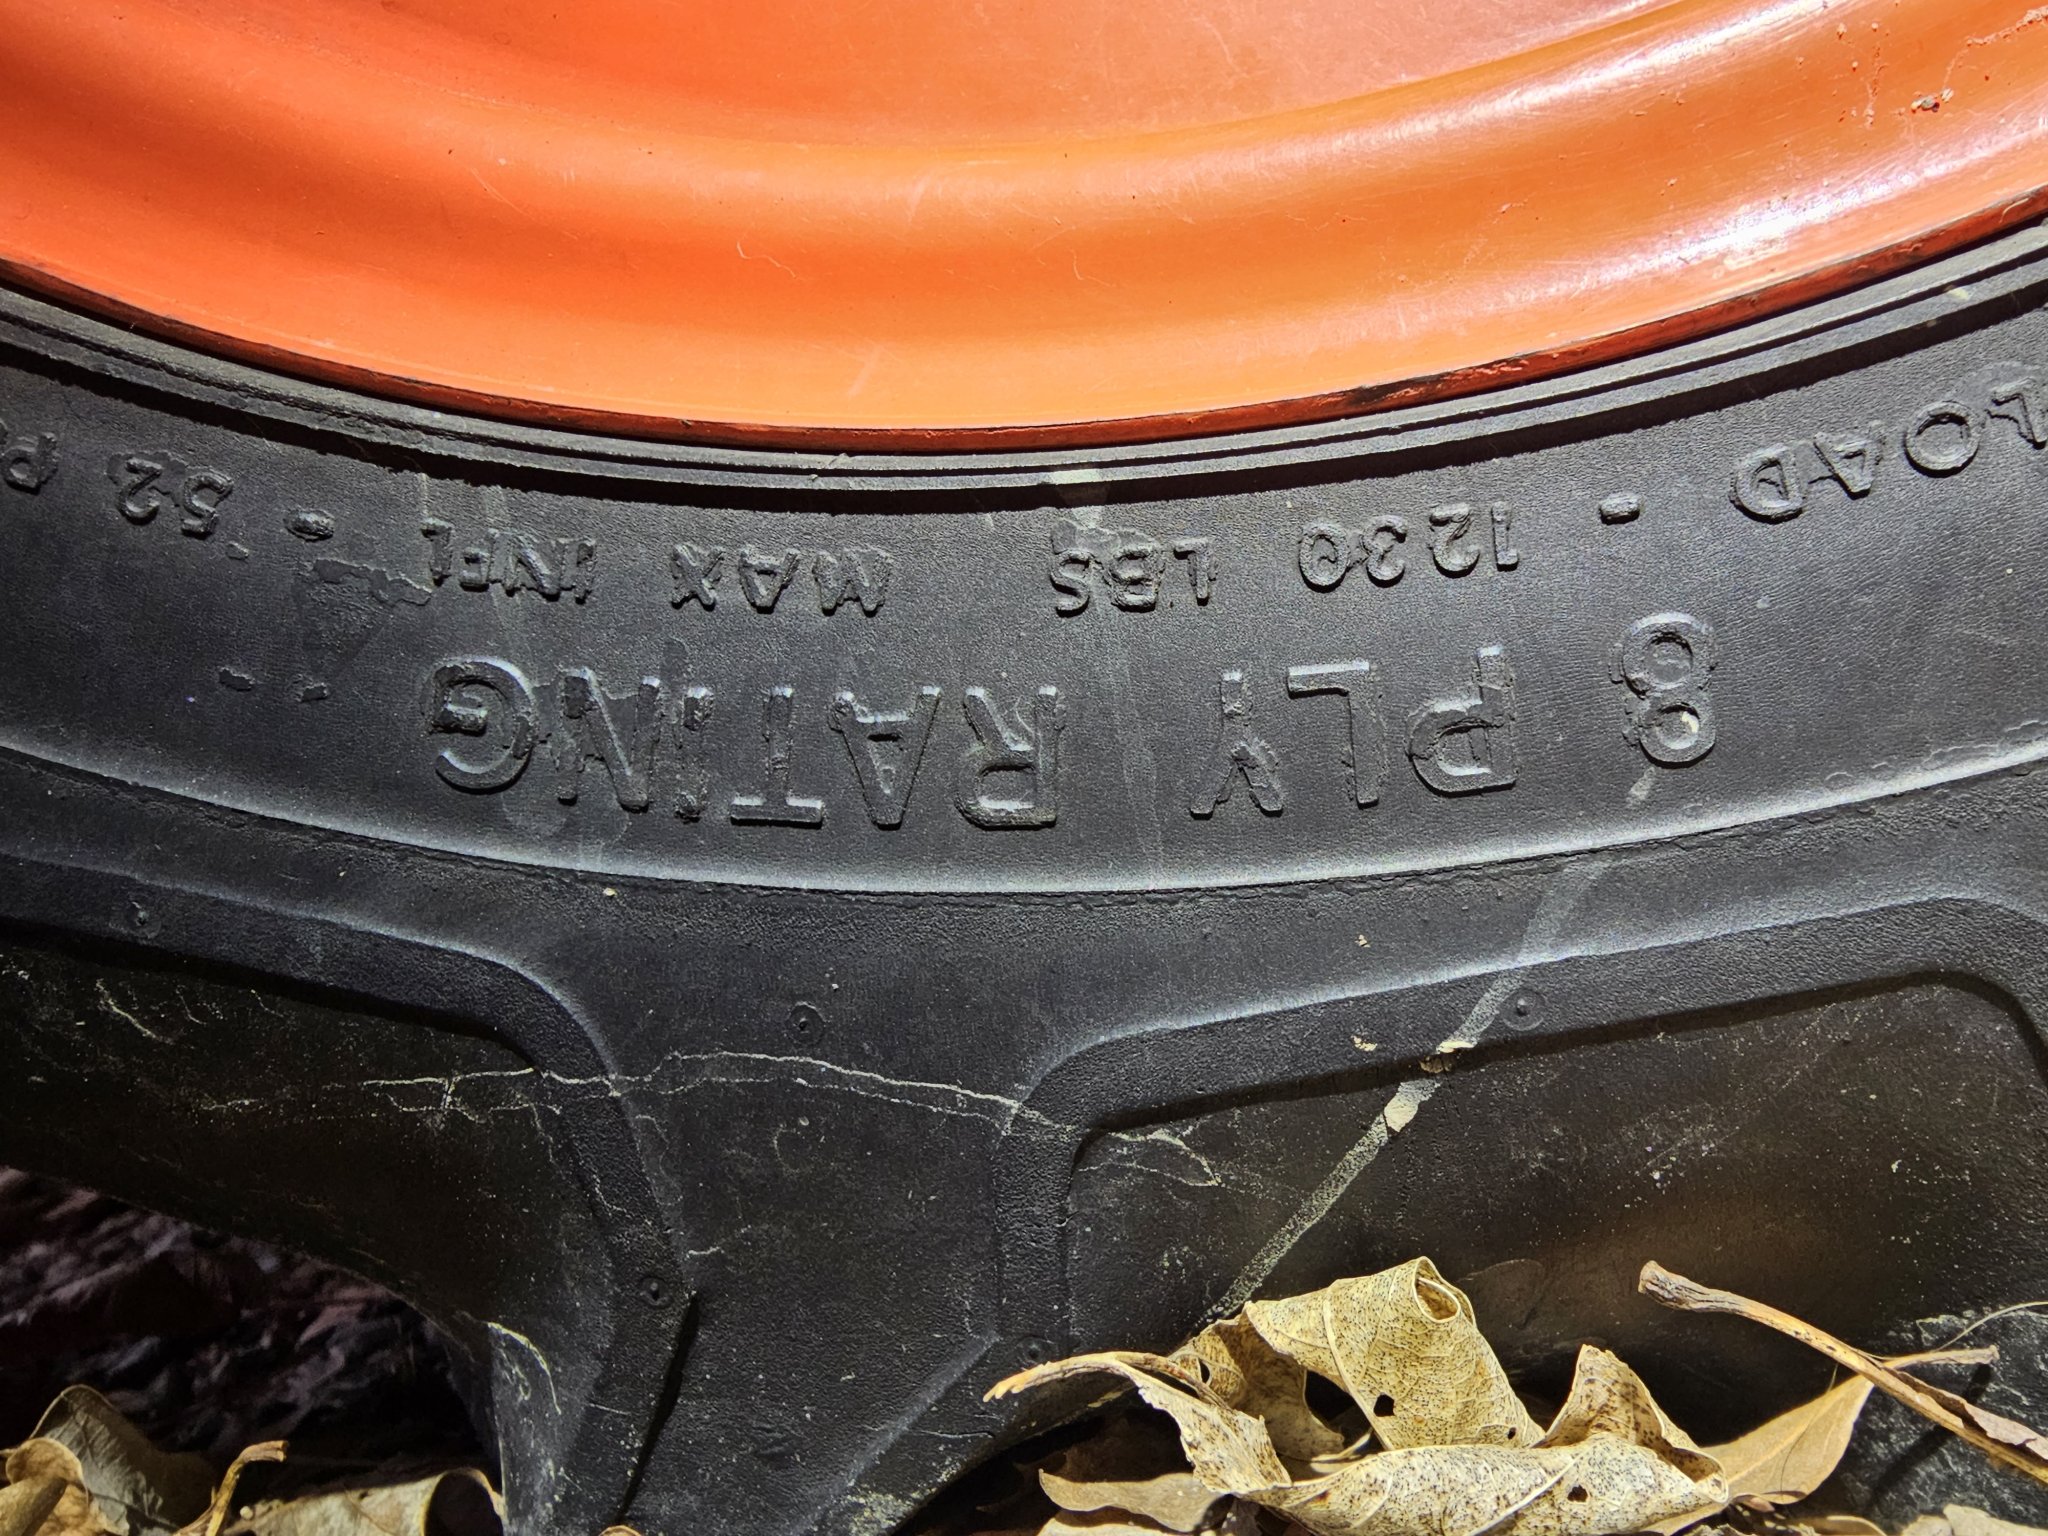 8 PLY RATING
LOAD - 1230 LBS MAX INFL - 52